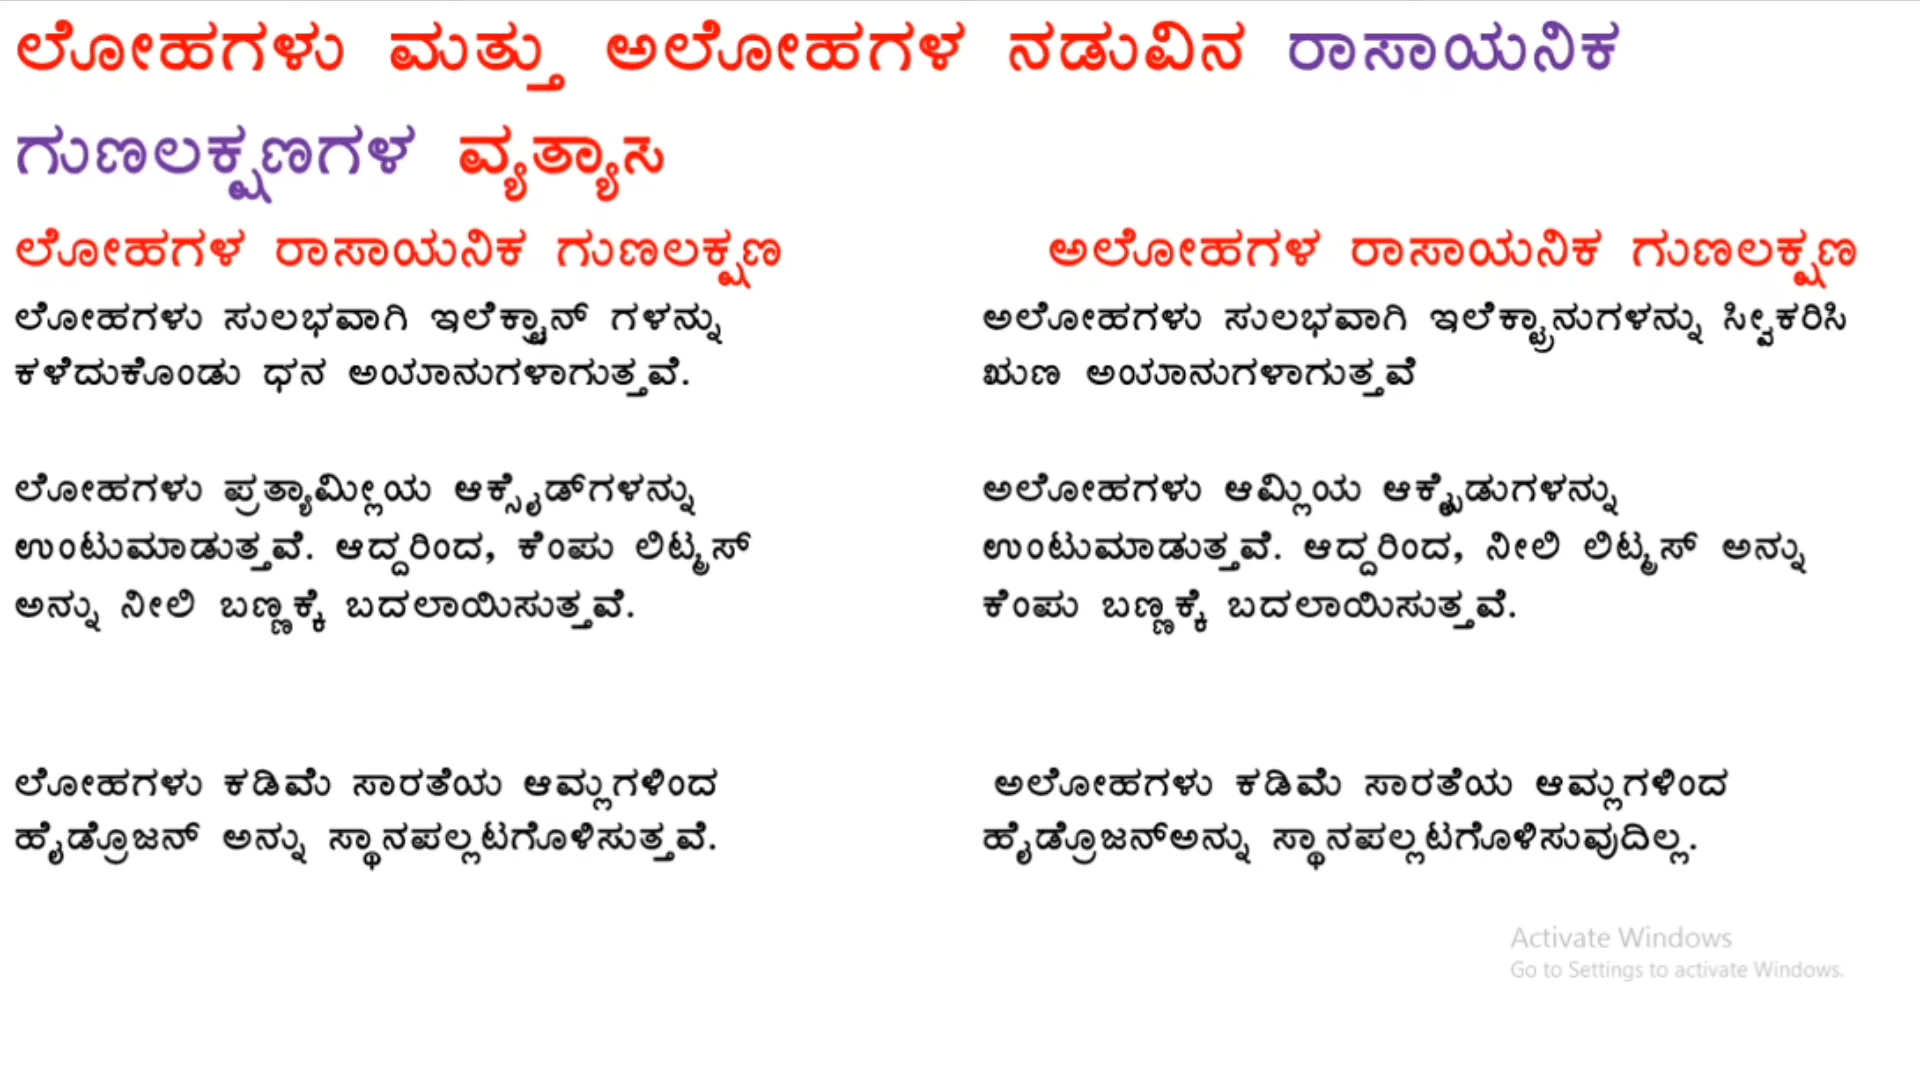 ಲೋಹಗಳು ಮತ್ತು ಅಲೋಹಗಳ ನಡುವಿನ ರಾಸಾಯನಿಕ
ಗುಣಲಕ್ಷಣಗಳ ವ್ಯತ್ಯಾಸ
ಲೋಹಗಳ ರಾಸಾಯನಿಕ ಗುಣಲಕ್ಷಣ
ಲೋಹಗಳು ಸುಲಭವಾಗಿ ಇಲೆಕ್ಟ್ರಾನ್ ಗಳನ್ನು
ಕಳೆದುಕೊಂಡು ಧನ ಅಯಾನುಗಳಾಗುತ್ತವೆ.
ಲೋಹಗಳು ಪ್ರತ್ಯಾಮ್ಲೀಯ ಆಕ್ಸೈಡ್‌ಗಳನ್ನು
ಉಂಟುಮಾಡುತ್ತವೆ. ಆದ್ದರಿಂದ, ಕೆಂಪು ಲಿಟ್ಮಸ್
ಅನ್ನು ನೀಲಿ ಬಣ್ಣಕ್ಕೆ ಬದಲಾಯಿಸುತ್ತವೆ.
ಲೋಹಗಳು ಕಡಿಮೆ ಸಾರತೆಯ ಆಮ್ಲಗಳಿಂದ
ಹೈಡ್ರೊಜನ್ ಅನ್ನು ಸ್ಥಾನಪಲ್ಲಟಗೊಳಿಸುತ್ತವೆ.
ಅಲೋಹಗಳ ರಾಸಾಯನಿಕ ಗುಣಲಕ್ಷಣ
ಅಲೋಹಗಳು ಸುಲಭವಾಗಿ ಇಲೆಕ್ಟ್ರಾನುಗಳನ್ನು ಸ್ವೀಕರಿಸಿ
ಋಣ ಅಯಾನುಗಳಾಗುತ್ತವೆ
ಅಲೋಹಗಳು ಆಮ್ಲಿಯ ಆಕ್ಸೈಡುಗಳನ್ನು
ಉಂಟುಮಾಡುತ್ತವೆ. ಆದ್ದರಿಂದ, ನೀಲಿ ಲಿಟ್ಮಸ್ ಅನ್ನು
ಕೆಂಪು ಬಣ್ಣಕ್ಕೆ ಬದಲಾಯಿಸುತ್ತವೆ.
ಅಲೋಹಗಳು ಕಡಿಮೆ ಸಾರತೆಯ ಆಮ್ಲಗಳಿಂದ
ಹೈಡ್ರೊಜನ್‌ಅನ್ನು ಸ್ಥಾನಪಲ್ಲಟಗೊಳಿಸುವುದಿಲ್ಲ.
Activate Windows
Go to Settings to activate Windows.